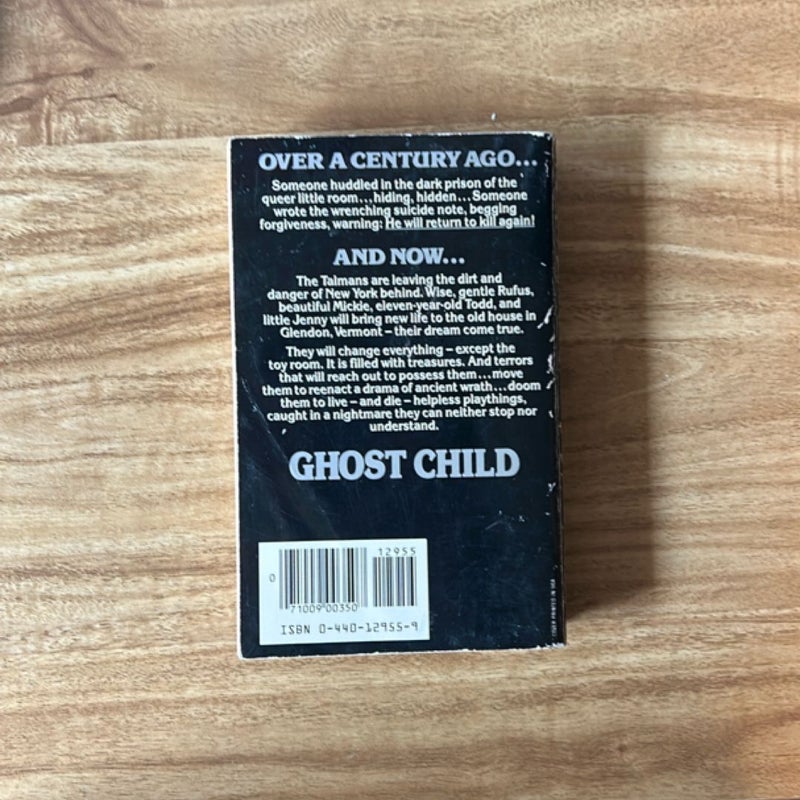 OVER A CENTURY AGO...
Someone huddled in the dark prison of the
queer little room...hiding, hidden...Someone
wrote the wrenching suicide note, begging
forgiveness, warning: He will return to kill again!
AND NOW...
The Talmans are leaving the dirt and
danger of New York behind. Wise, gentle Rufus,
beautiful Mickie, eleven-year-old Todd, and
little Jenny will bring new life to the old house in
Glendon, Vermont – their dream come true.
They will change everything – except the
toy room. It is filled with treasures. And terrors
that will reach out to possess them...move
them to reenact a drama of ancient wrath...doom
them to live – and die – helpless playthings,
caught in a nightmare they can neither stop nor
understand.
GHOST CHILD
12955
0
71009 00350
ISBN 0-440-12955-9
COVER PRINTED IN USA